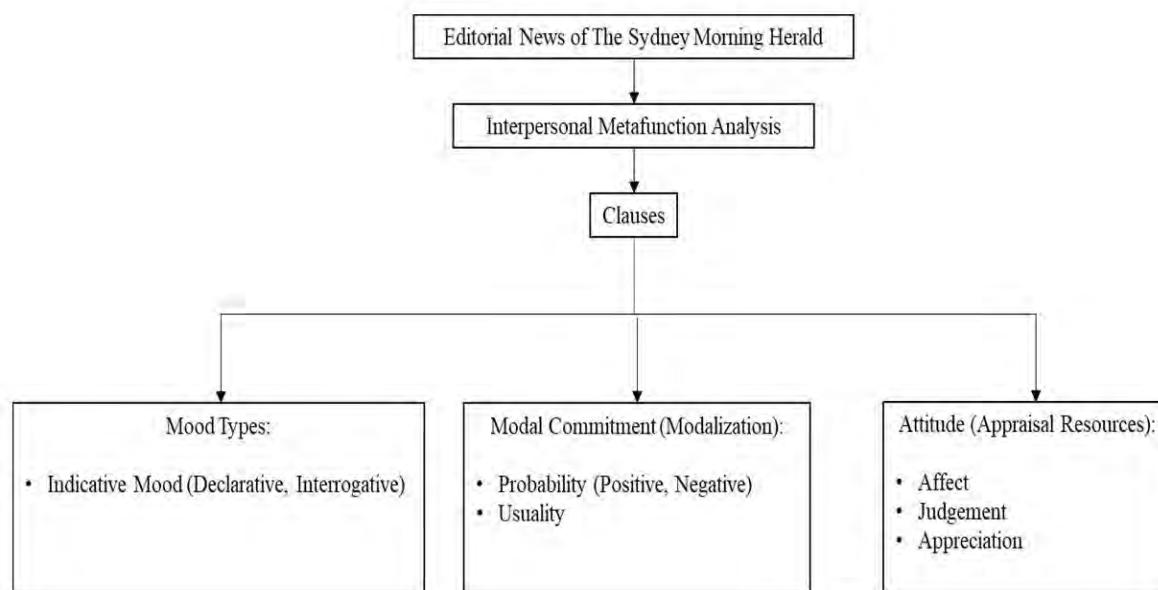 Editorial News of The Sydney Morning Herald
Interpersonal Metafunction Analysis
Clauses
Mood Types:
• Indicative Mood (Declarative, Interrogative)
Modal Commitment (Modalization):
• Probability (Positive, Negative)
• Usuality
Attitude (Appraisal Resources):
• Affect
• Judgement
• Appreciation